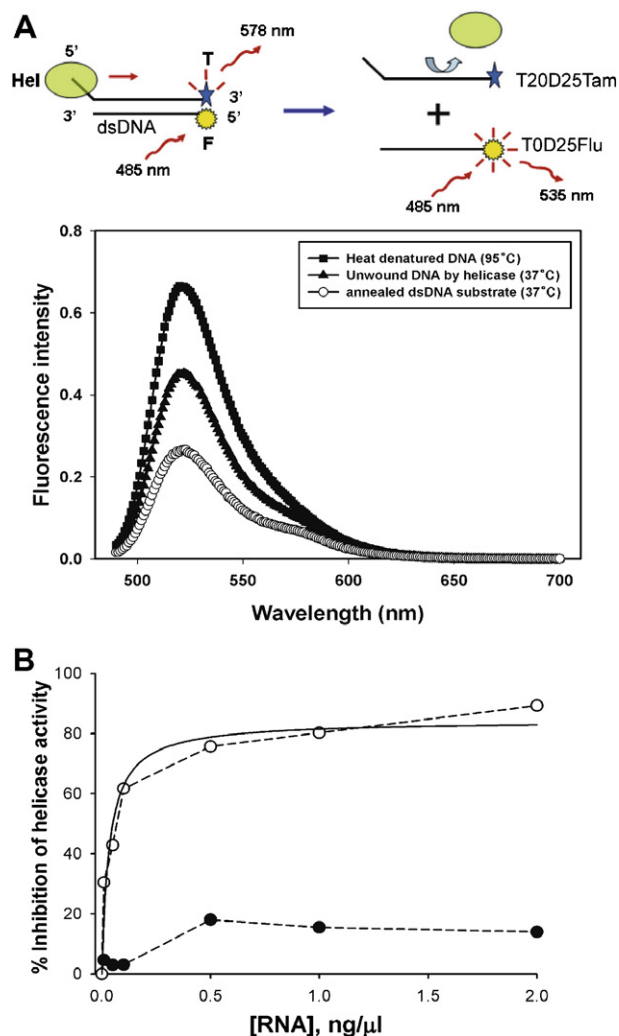 A
5'
Hel
T
578 nm
3'
3'
dsDNA
5'
F
485 nm
T20D25Tam
+
T0D25Flu
485 nm
535 nm
Fluorescence intensity
0.8
0.6
0.4
0.2
0.0
Heat denatured DNA (95°C)
Unwound DNA by helicase (37°C)
annealed dsDNA substrate (37°C)
500 550 600 650 700
Wavelength (nm)
B
% Inhibition of helicase activity
100
80
60
40
20
0
0.0 0.5 1.0 1.5 2.0
[RNA], ng/µl